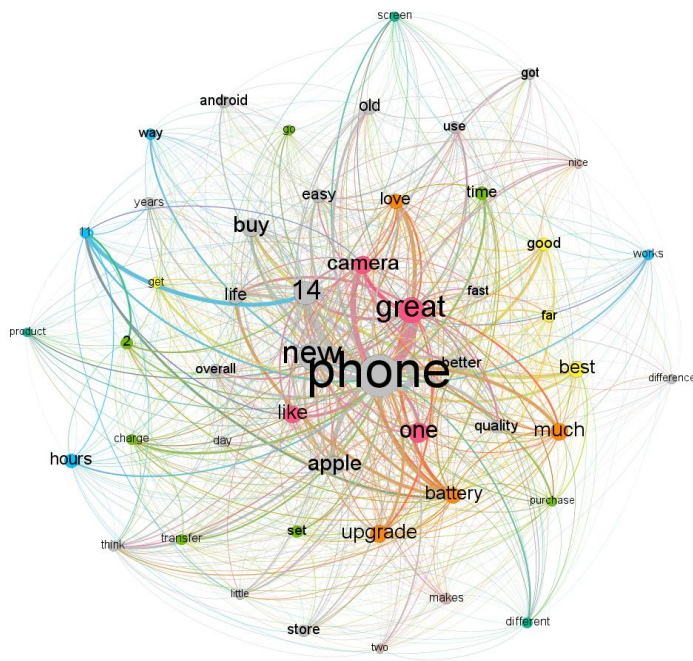 screen
got
android
old
way
go
use
nice
easy
love
time
years
buy
11
good
works
camera
get
life
14
fast
great
far
product
2
new
phone
better
overall
best
difference
like
one
quality
much
charge
day
hours
apple
battery
purchase
think
transfer
set
upgrade
little
makes
store
different
two